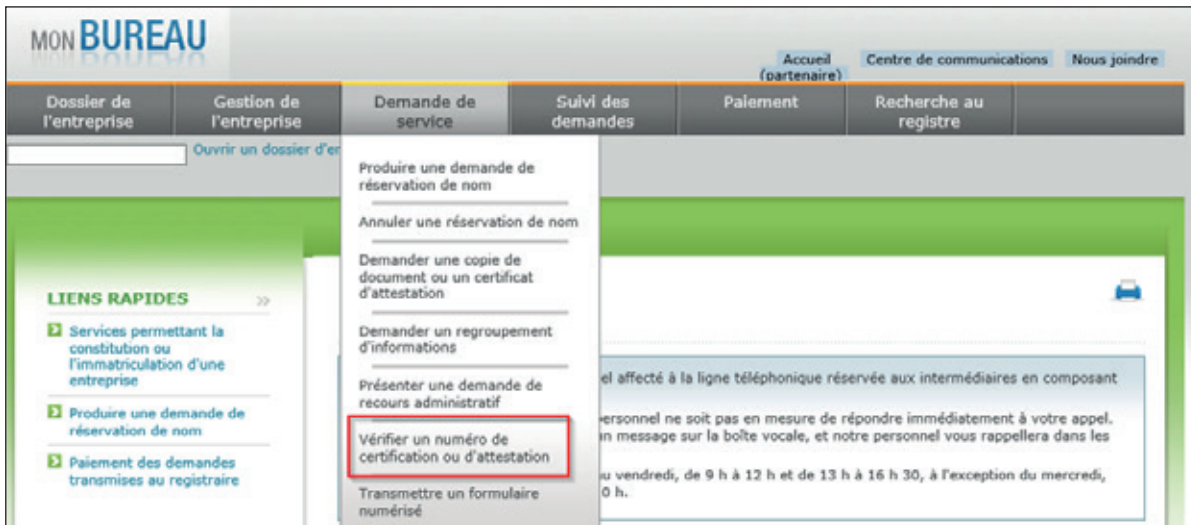 MON BUREAU
Accueil
(partenaire)
Centre de communications
Nous joindre
Dossier de
l'entreprise
Gestion de
l'entreprise
Demande de
service
Suivi des
demandes
Paiement
Recherche au
registre
Ouvrir un dossier d'er
Produire une demande de
réservation de nom
Annuler une réservation de nom
Demander une copie de
document ou un certificat
d'attestation
Demander un regroupement
d'informations
Présenter une demande de
recours administratif
Vérifier un numéro de
certification ou d'attestation
Transmettre un formulaire
numérisé
LIENS RAPIDES »
Services permettant la
constitution ou
l'immatriculation d'une
entreprise
Produire une demande de
réservation de nom
Paiement des demandes
transmises au registraire
el affecté à la ligne téléphonique réservée aux intermédiaires en composant
personnel ne soit pas en mesure de répondre immédiatement à votre appel.
n message sur la boîte vocale, et notre personnel vous rappellera dans les
u vendredi, de 9 h à 12 h et de 13 h à 16 h 30, à l'exception du mercredi,
0 h.